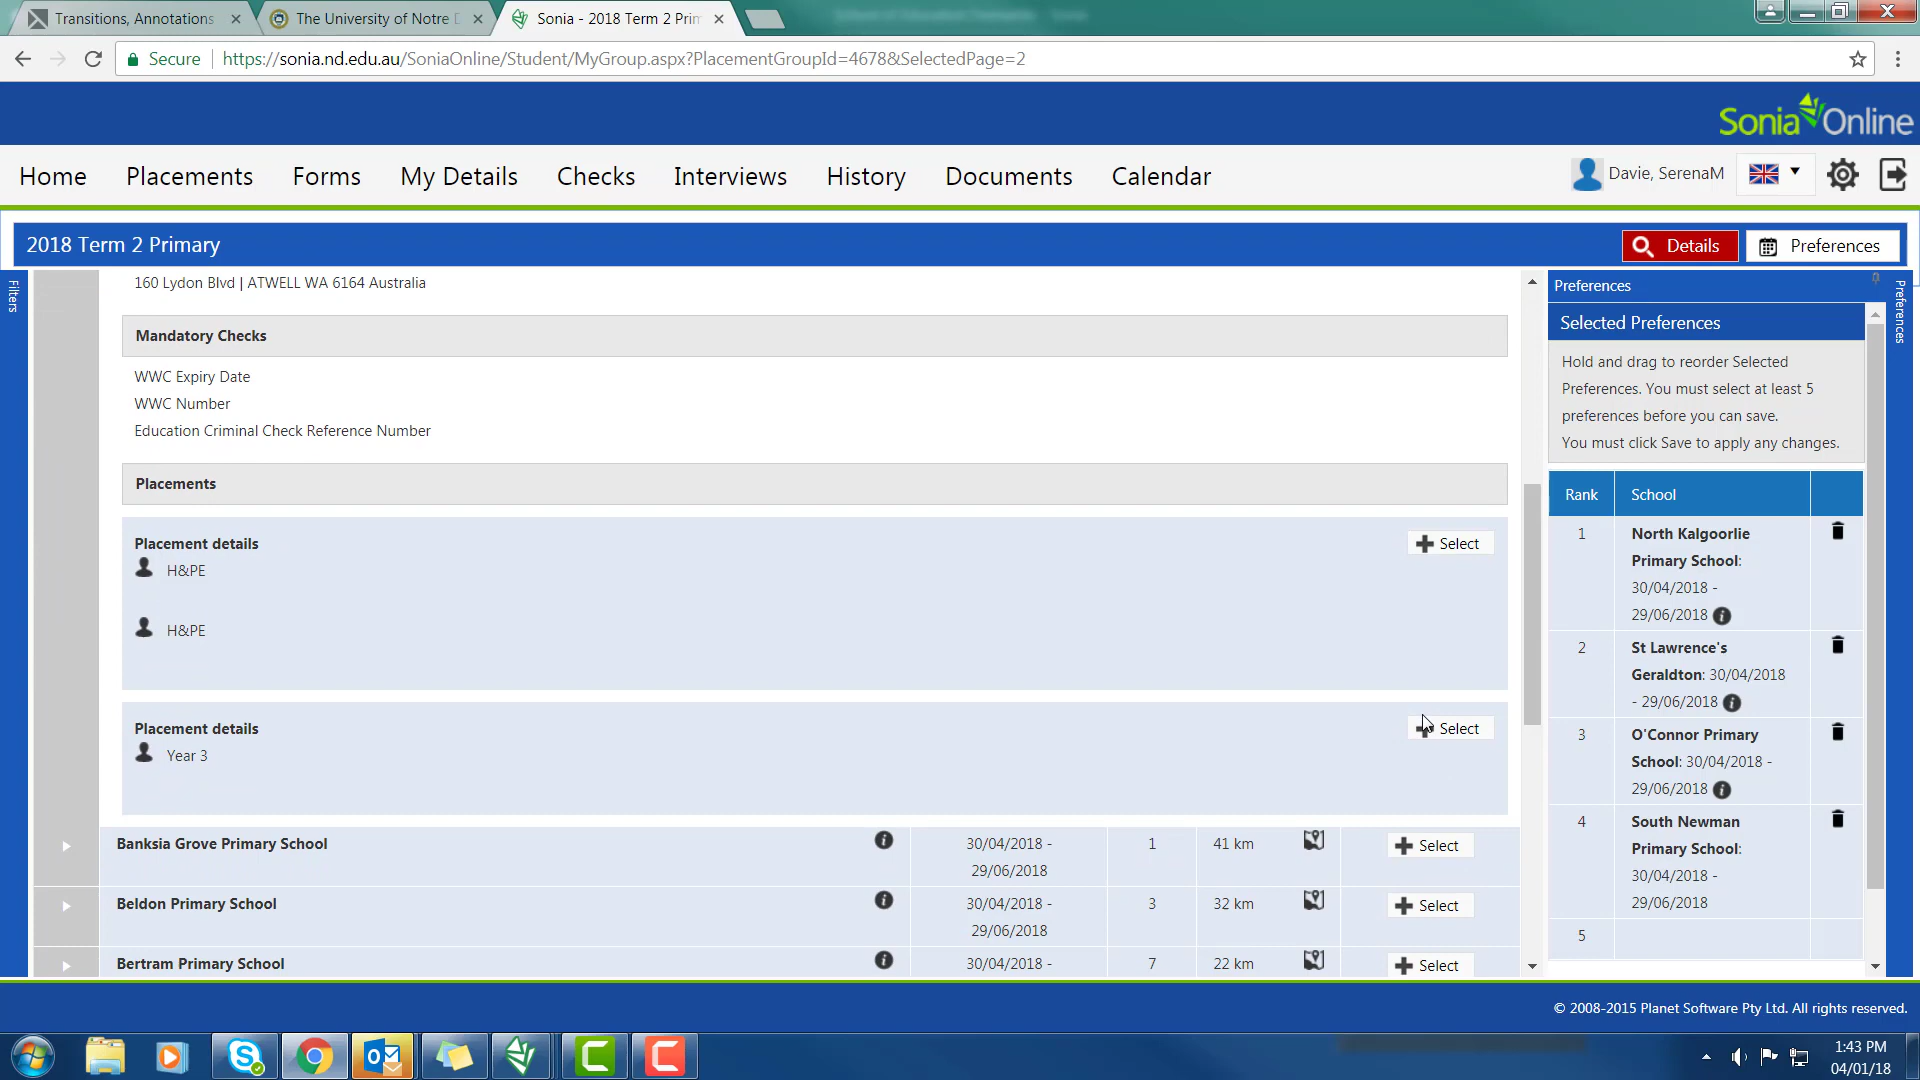 Transitions, Annotations
The University of Notre D
Sonia - 2018 Term 2 Prim
Secure
https://sonia.nd.edu.au/SoniaOnline/Student/MyGroup.aspx?PlacementGroupId=4678&SelectedPage=2
Sonia Online
Home
Placements
Forms
My Details
Checks
Interviews
History
Documents
Calendar
Davie, SerenaM
2018 Term 2 Primary
Details
Preferences
Filters
160 Lydon Blvd | ATWELL WA 6164 Australia
Mandatory Checks
WWC Expiry Date
WWC Number
Education Criminal Check Reference Number
Placements
Placement details
Select
H&PE
H&PE
Placement details
Select
Year 3
Banksia Grove Primary School
30/04/2018 -
29/06/2018
1
41 km
Select
Beldon Primary School
30/04/2018 -
29/06/2018
3
32 km
Select
Bertram Primary School
30/04/2018 -
7
22 km
Select
Preferences
Preferences
Selected Preferences
Hold and drag to reorder Selected
Preferences. You must select at least 5
preferences before you can save.
You must click Save to apply any changes.
Rank
School
1
North Kalgoorlie
Primary School:
30/04/2018 -
29/06/2018
2
St Lawrence's
Geraldton: 30/04/2018
- 29/06/2018
3
O'Connor Primary
School: 30/04/2018 -
29/06/2018
4
South Newman
Primary School:
30/04/2018 -
29/06/2018
5
© 2008-2015 Planet Software Pty Ltd. All rights reserved.
1:43 PM
04/01/18